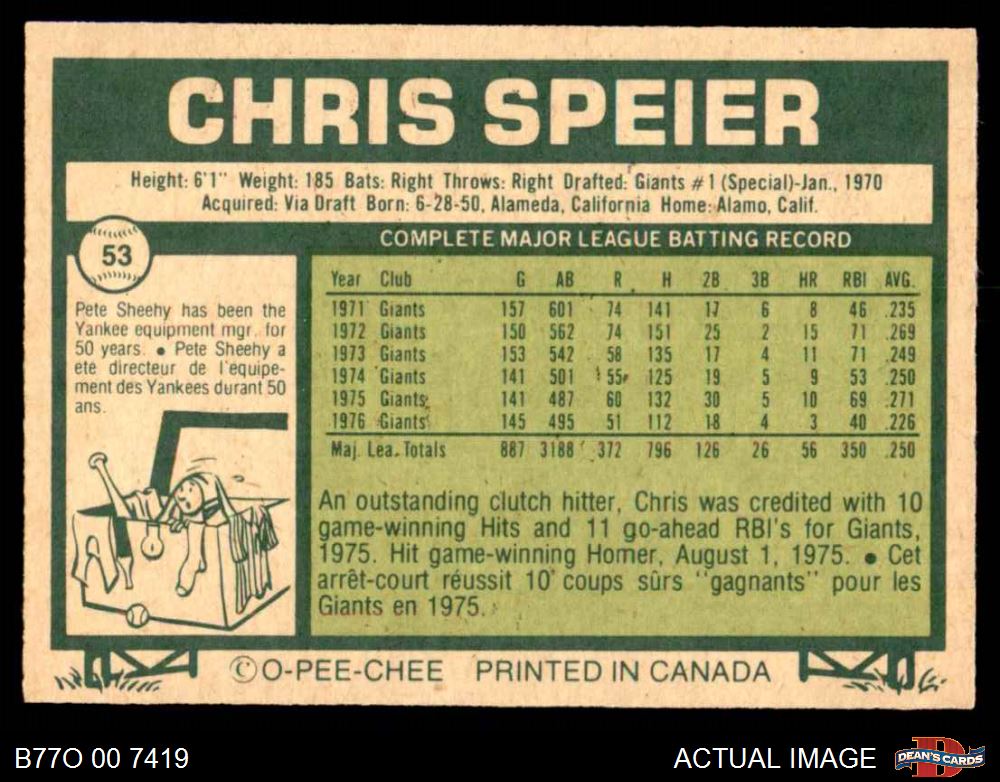 CHRIS SPEIER
Height: 6'1" Weight: 185 Bats: Right Throws: Right Drafted: Giants #1 (Special)-Jan., 1970
Acquired: Via Draft Born: 6-28-50, Alameda, California Home: Alamo, Calif.
53
COMPLETE MAJOR LEAGUE BATTING RECORD
Pete Sheehy has been the
Yankee equipment mgr. for
50 years. • Pete Sheehy a
ete directeur de l'equipe-
ment des Yankees durant 50
ans.
Year Club G AB R H 2B 3B HR RBI AVG.
1971 Giants 157 601 74 141 17 6 8 46 .235
1972 Giants 150 562 74 151 25 2 15 71 .269
1973 Giants 153 542 58 135 17 4 11 71 .249
1974 Giants 141 501 55 125 19 5 9 53 .250
1975 Giants 141 487 60 132 30 5 10 69 .271
1976 Giants 145 495 51 112 18 4 3 40 .226
Maj. Lea. Totals 887 3188 372 796 126 26 56 350 .250
An outstanding clutch hitter, Chris was credited with 10
game-winning Hits and 11 go-ahead RBI's for Giants,
1975. Hit game-winning Homer, August 1, 1975. • Cet
arrêt-court réussit 10 coups sûrs "gagnants" pour les
Giants en 1975.
© O-PEE-CHEE PRINTED IN CANADA
B77O 00 7419
ACTUAL IMAGE
D
DEAN'S CARDS